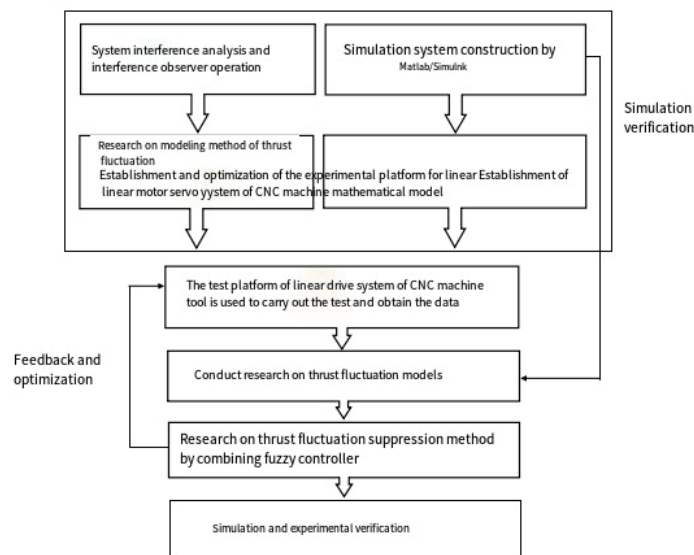 System interference analysis and
interference observer operation
Simulation system construction by
Matlab/Simulnk
Simulation
verification
Research on modeling method of thrust
fluctuation
Establishment and optimization of the experimental platform for linear Establishment of
linear motor servo yystem of CNC machine mathematical model
The test platform of linear drive system of CNC machine
tool is used to carry out the test and obtain the data
Feedback and
optimization
Conduct research on thrust fluctuation models
Research on thrust fluctuation suppression method
by combining fuzzy controller
Simulation and experimental verification